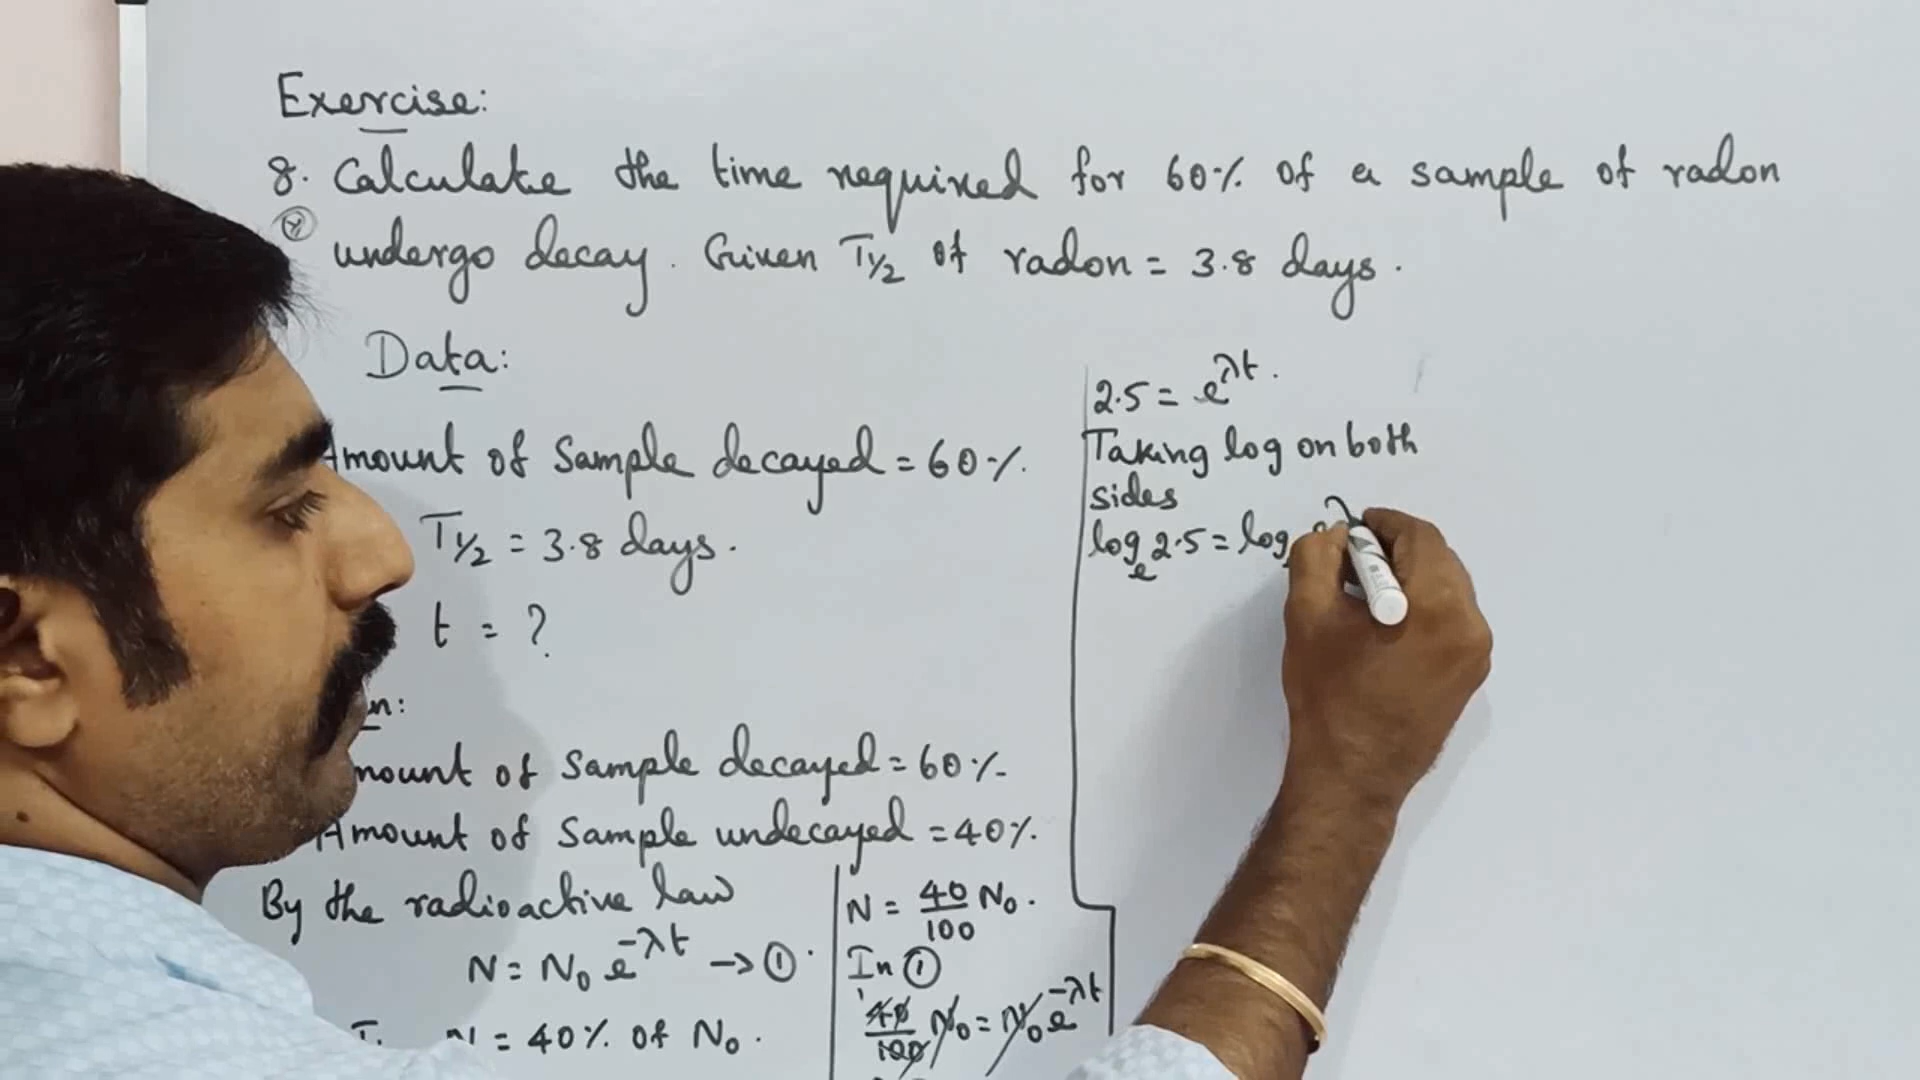 Exercise:
8. Calculate the time required for 60% of a sample of radon
undergo decay. Given T1/2 of radon = 3.8 days.
Data:
Amount of sample decayed = 60%.
T1/2 = 3.8 days.
t = ?
n:
mount of sample decayed = 60%
Amount of sample undecayed = 40%.
By the radioactive law
N = N₀ e^-λt → ①.
N = 40% of N₀.
N = 40/100 N₀.
In ①
40/100 N₀ = N₀ e^-λt
2.5 = e^λt.
Taking log on both
sides
logₑ 2.5 = log